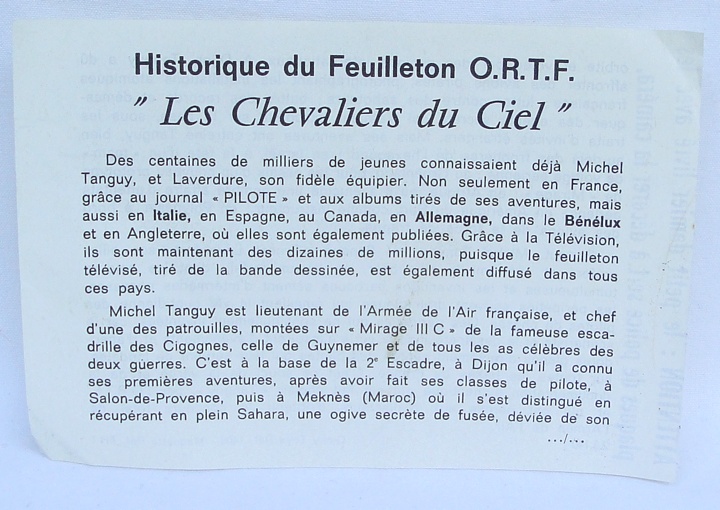 Historique du Feuilleton O.R.T.F.
" Les Chevaliers du Ciel "
Des centaines de milliers de jeunes connaissaient déjà Michel
Tanguy, et Laverdure, son fidèle équipier. Non seulement en France,
grâce au journal « PILOTE » et aux albums tirés de ses aventures, mais
aussi en Italie, en Espagne, au Canada, en Allemagne, dans le Bénélux
et en Angleterre, où elles sont également publiées. Grâce à la Télévision,
ils sont maintenant des dizaines de millions, puisque le feuilleton
télévisé, tiré de la bande dessinée, est également diffusé dans tous
ces pays.
Michel Tanguy est lieutenant de l'Armée de l'Air française, et chef
d'une des patrouilles, montées sur « Mirage III C » de la fameuse esca-
drille des Cigognes, celle de Guynemer et de tous les as célèbres des
deux guerres. C'est à la base de la 2e Escadre, à Dijon qu'il a connu
ses premières aventures, après avoir fait ses classes de pilote, à
Salon-de-Provence, puis à Meknès (Maroc) où il s'est distingué en
récupérant en plein Sahara, une ogive secrète de fusée, déviée de son
.../...